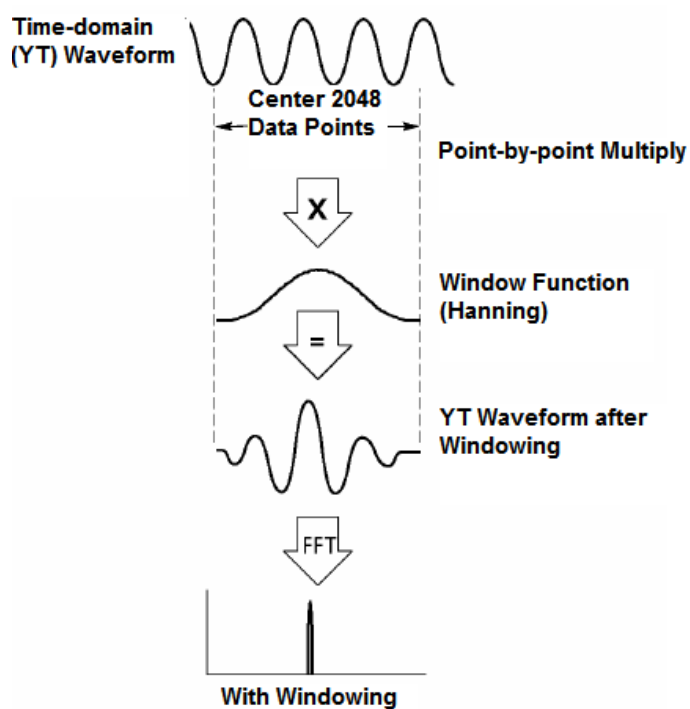 Time-domain
(YT) Waveform
Center 2048
Data Points
Point-by-point Multiply
X
Window Function
(Hanning)
=
YT Waveform after
Windowing
FFT
With Windowing